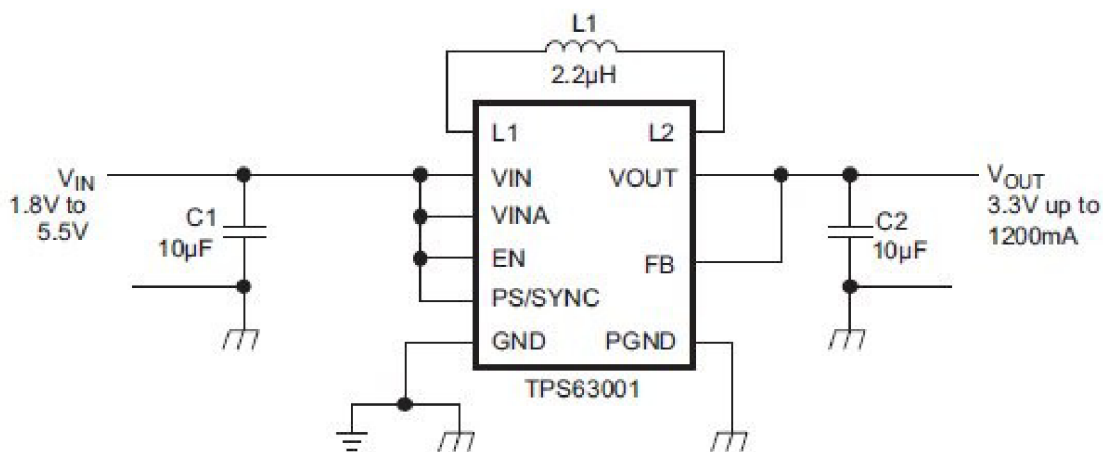 L1
2.2µH
L1
L2
VIN
VOUT
VINA
EN
FB
PS/SYNC
GND
PGND
TPS63001
VIN
1.8V to
5.5V
C1
10µF
C2
10µF
VOUT
3.3V up to
1200mA